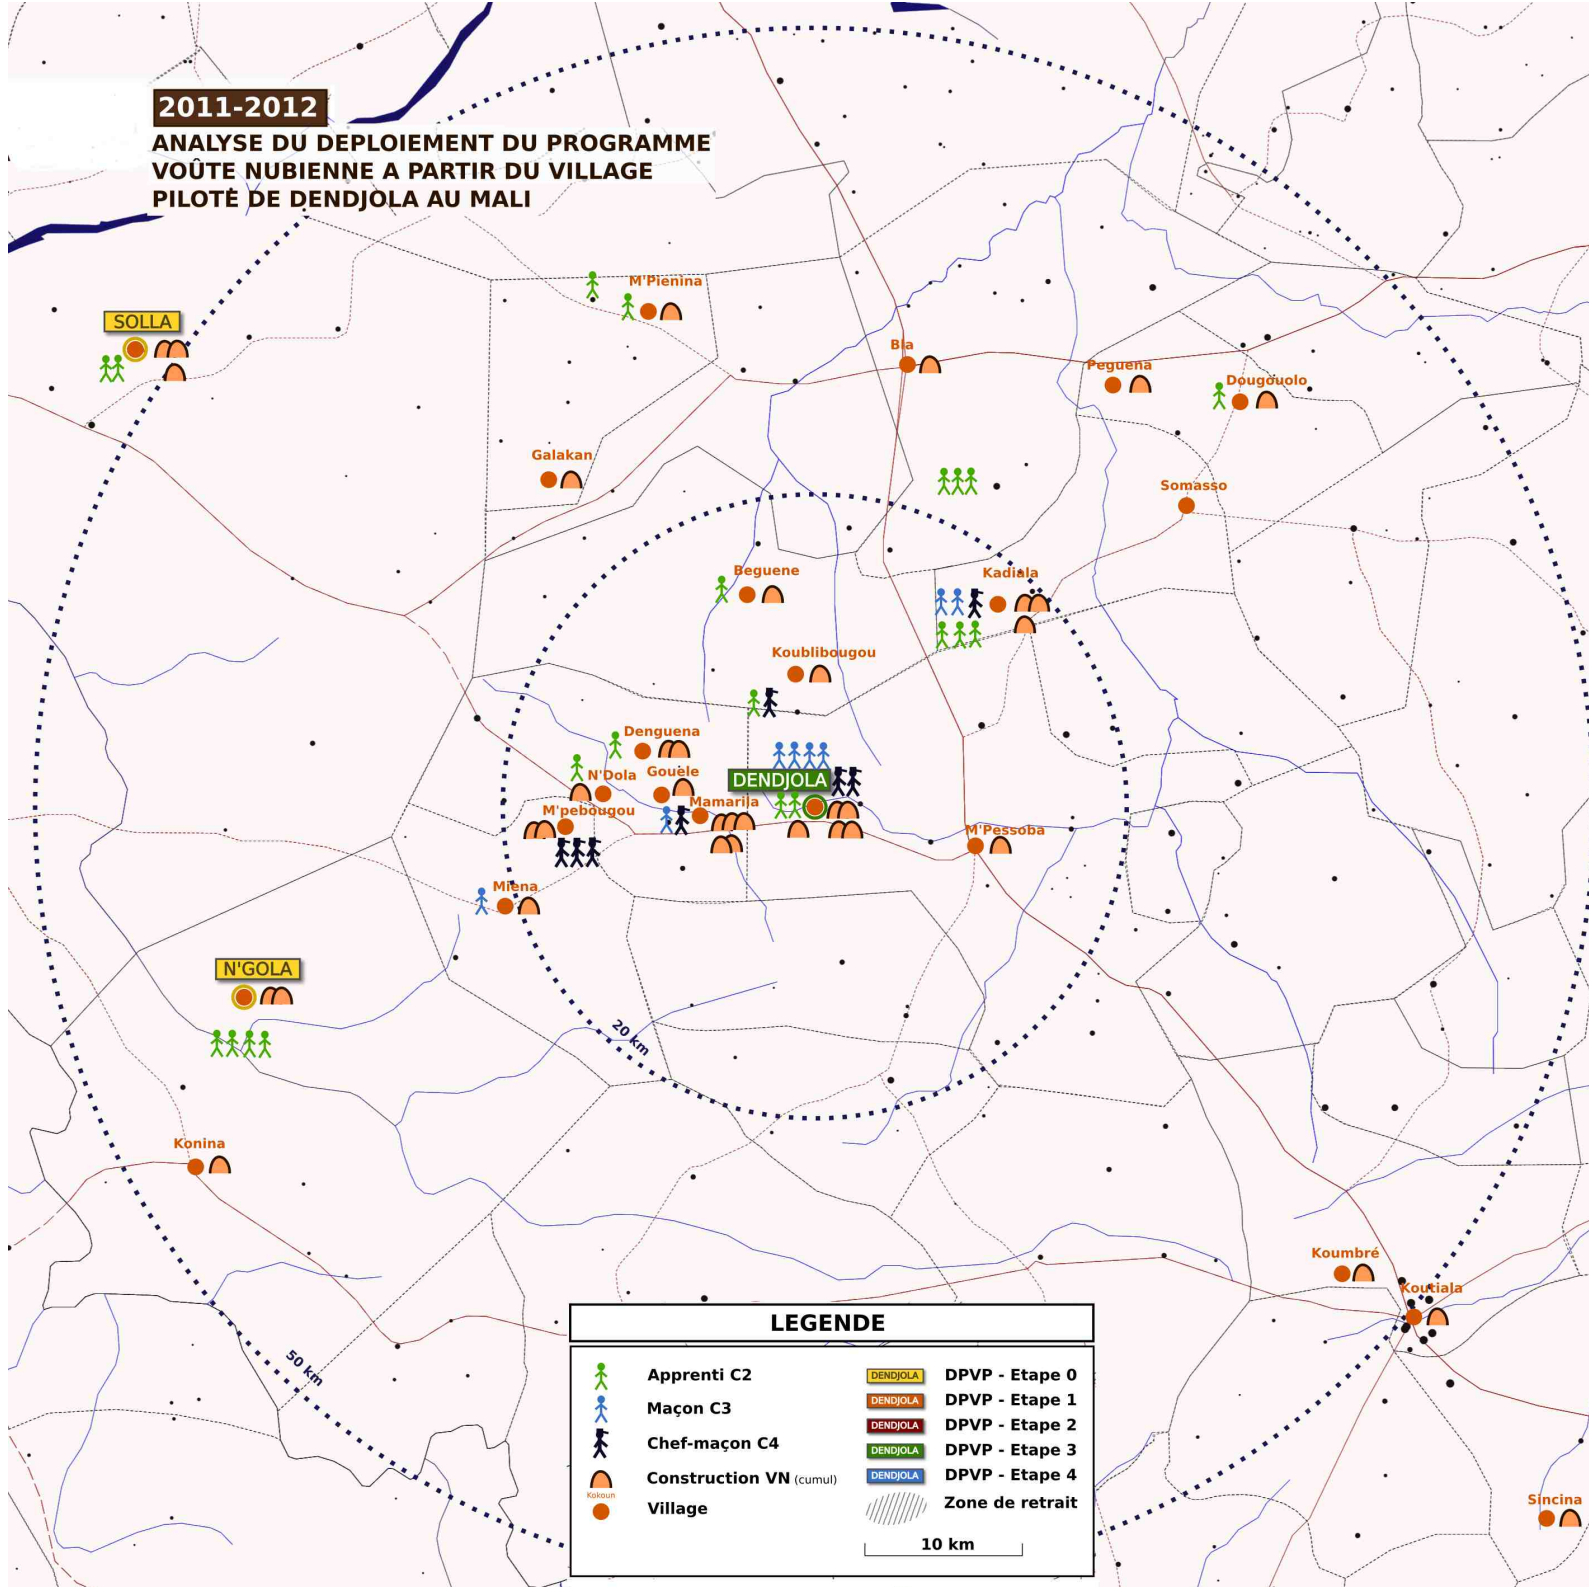 2011-2012
ANALYSE DU DEPLOIEMENT DU PROGRAMME
VOÛTE NUBIENNE A PARTIR DU VILLAGE
PILOTE DE DENDJOLA AU MALI
M'Pienina
SOLLA
Bla
Peguena
Dougouolo
Galakan
Somasso
Beguene
Kadiala
Koublibougou
Denguena
N'Dola
Gouele
DENDJOLA
Mamarila
M'pebougou
M'Pessoba
Miena
N'GOLA
20 km
Konina
Koumbré
Koutiala
50 km
Sincina
LEGENDE
Apprenti C2
Maçon C3
Chef-maçon C4
Construction VN (cumul)
Kokoun
Village
DENDJOLA DPVP - Etape 0
DENDJOLA DPVP - Etape 1
DENDJOLA DPVP - Etape 2
DENDJOLA DPVP - Etape 3
DENDJOLA DPVP - Etape 4
Zone de retrait
10 km